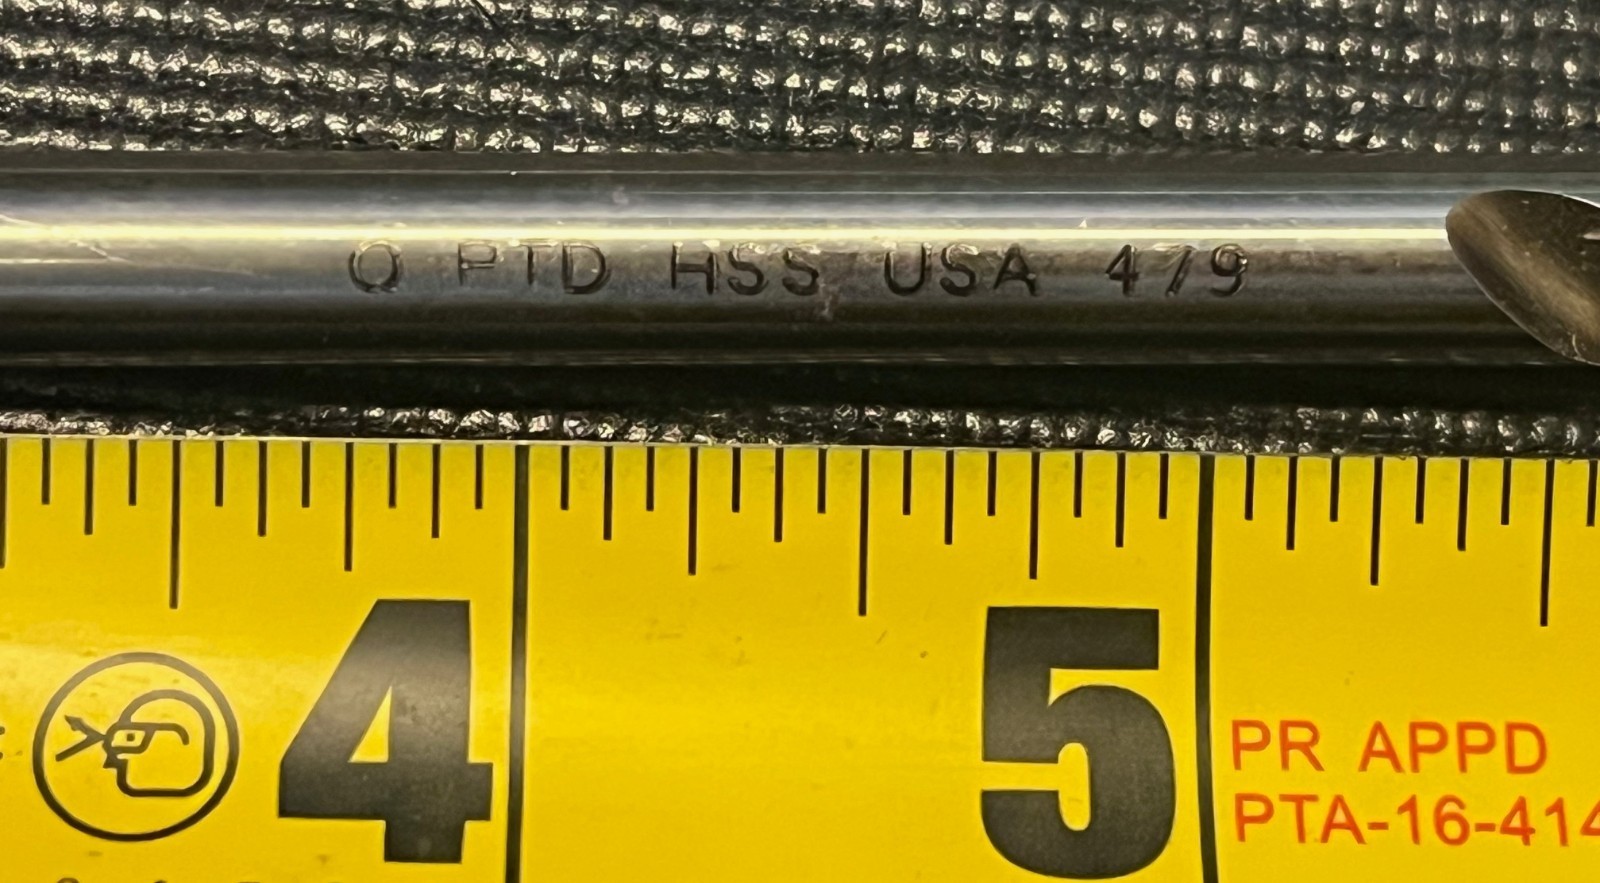 Q PTD HSS USA 479
4
5
PR APPD
PTA-16-414